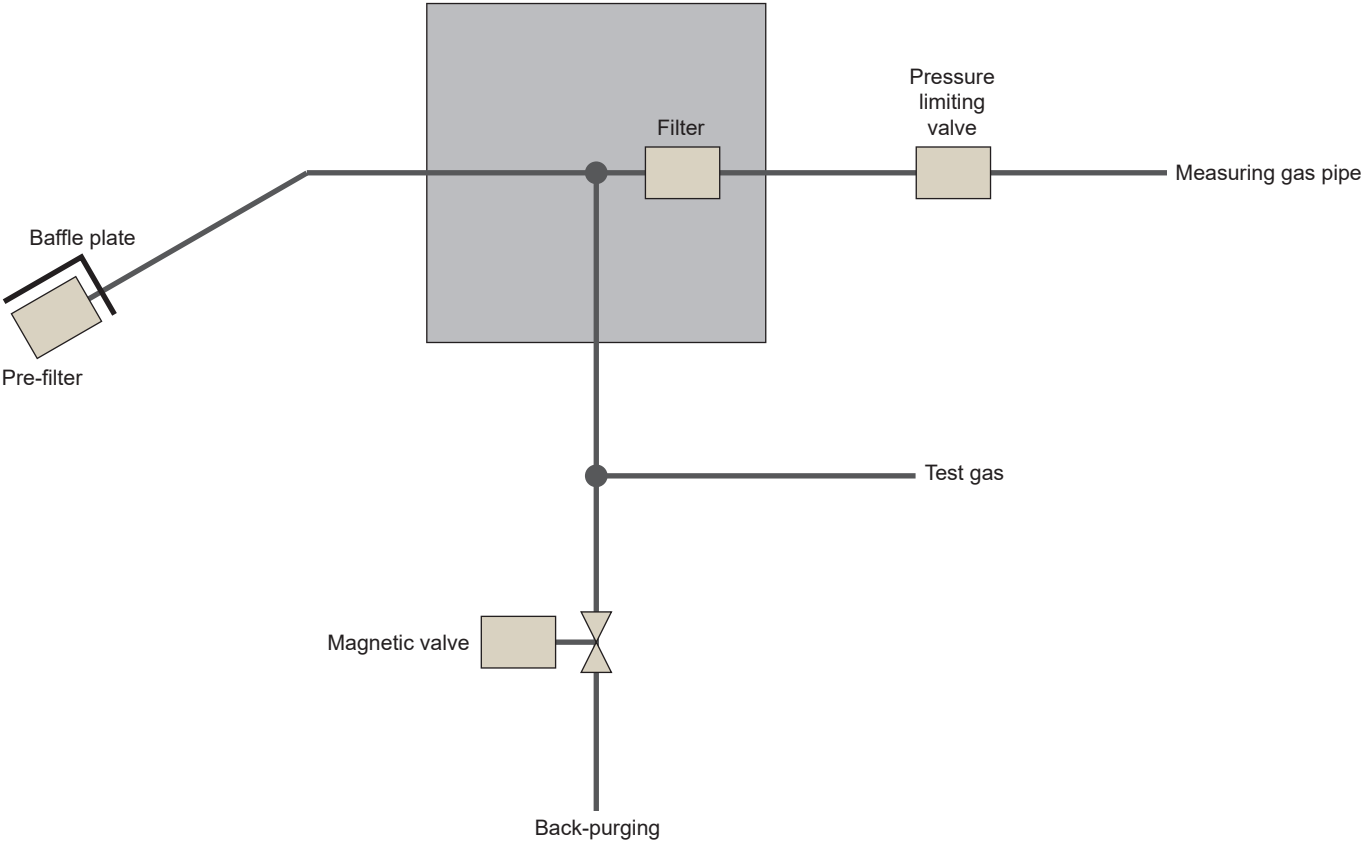 Pressure
limiting
valve
Filter
Measuring gas pipe
Baffle plate
Pre-filter
Test gas
Magnetic valve
Back-purging